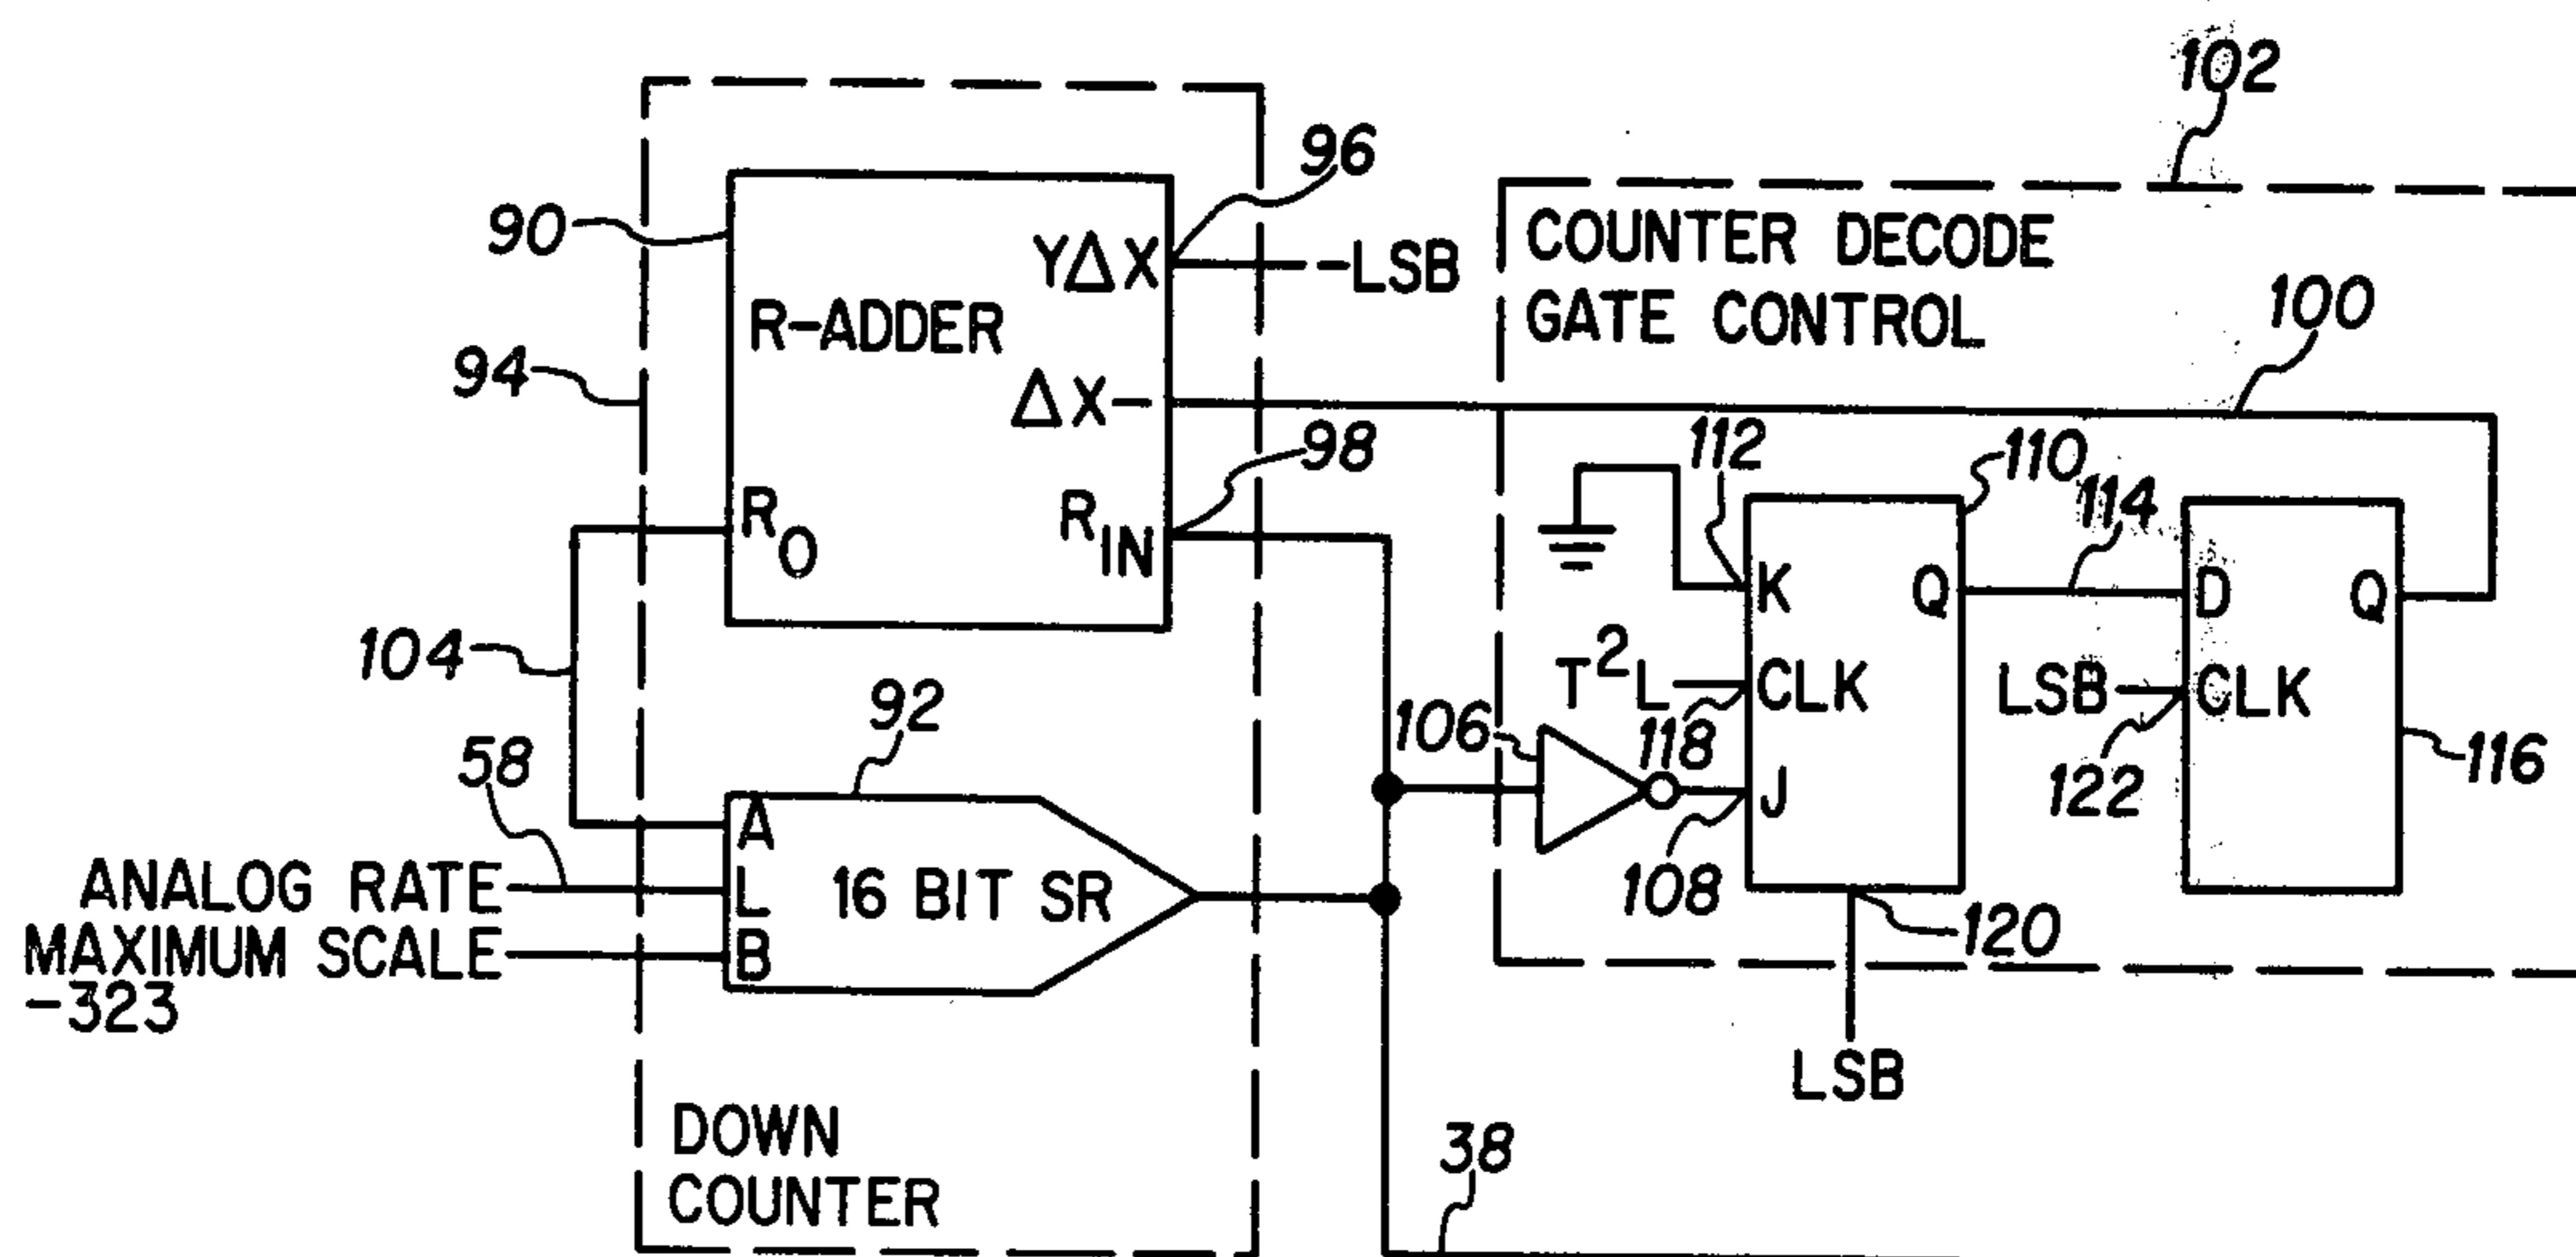 102
96
90
YΔX
-LSB
COUNTER DECODE
GATE CONTROL
100
R-ADDER
94
ΔX-
98
112
110
114
R_O
R_IN
K
Q
D
Q
104
T²L
CLK
LSB
CLK
92
106
118
122
116
58
A
J
ANALOG RATE
L
16 BIT SR
108
MAXIMUM SCALE
-323
B
120
LSB
DOWN
COUNTER
38